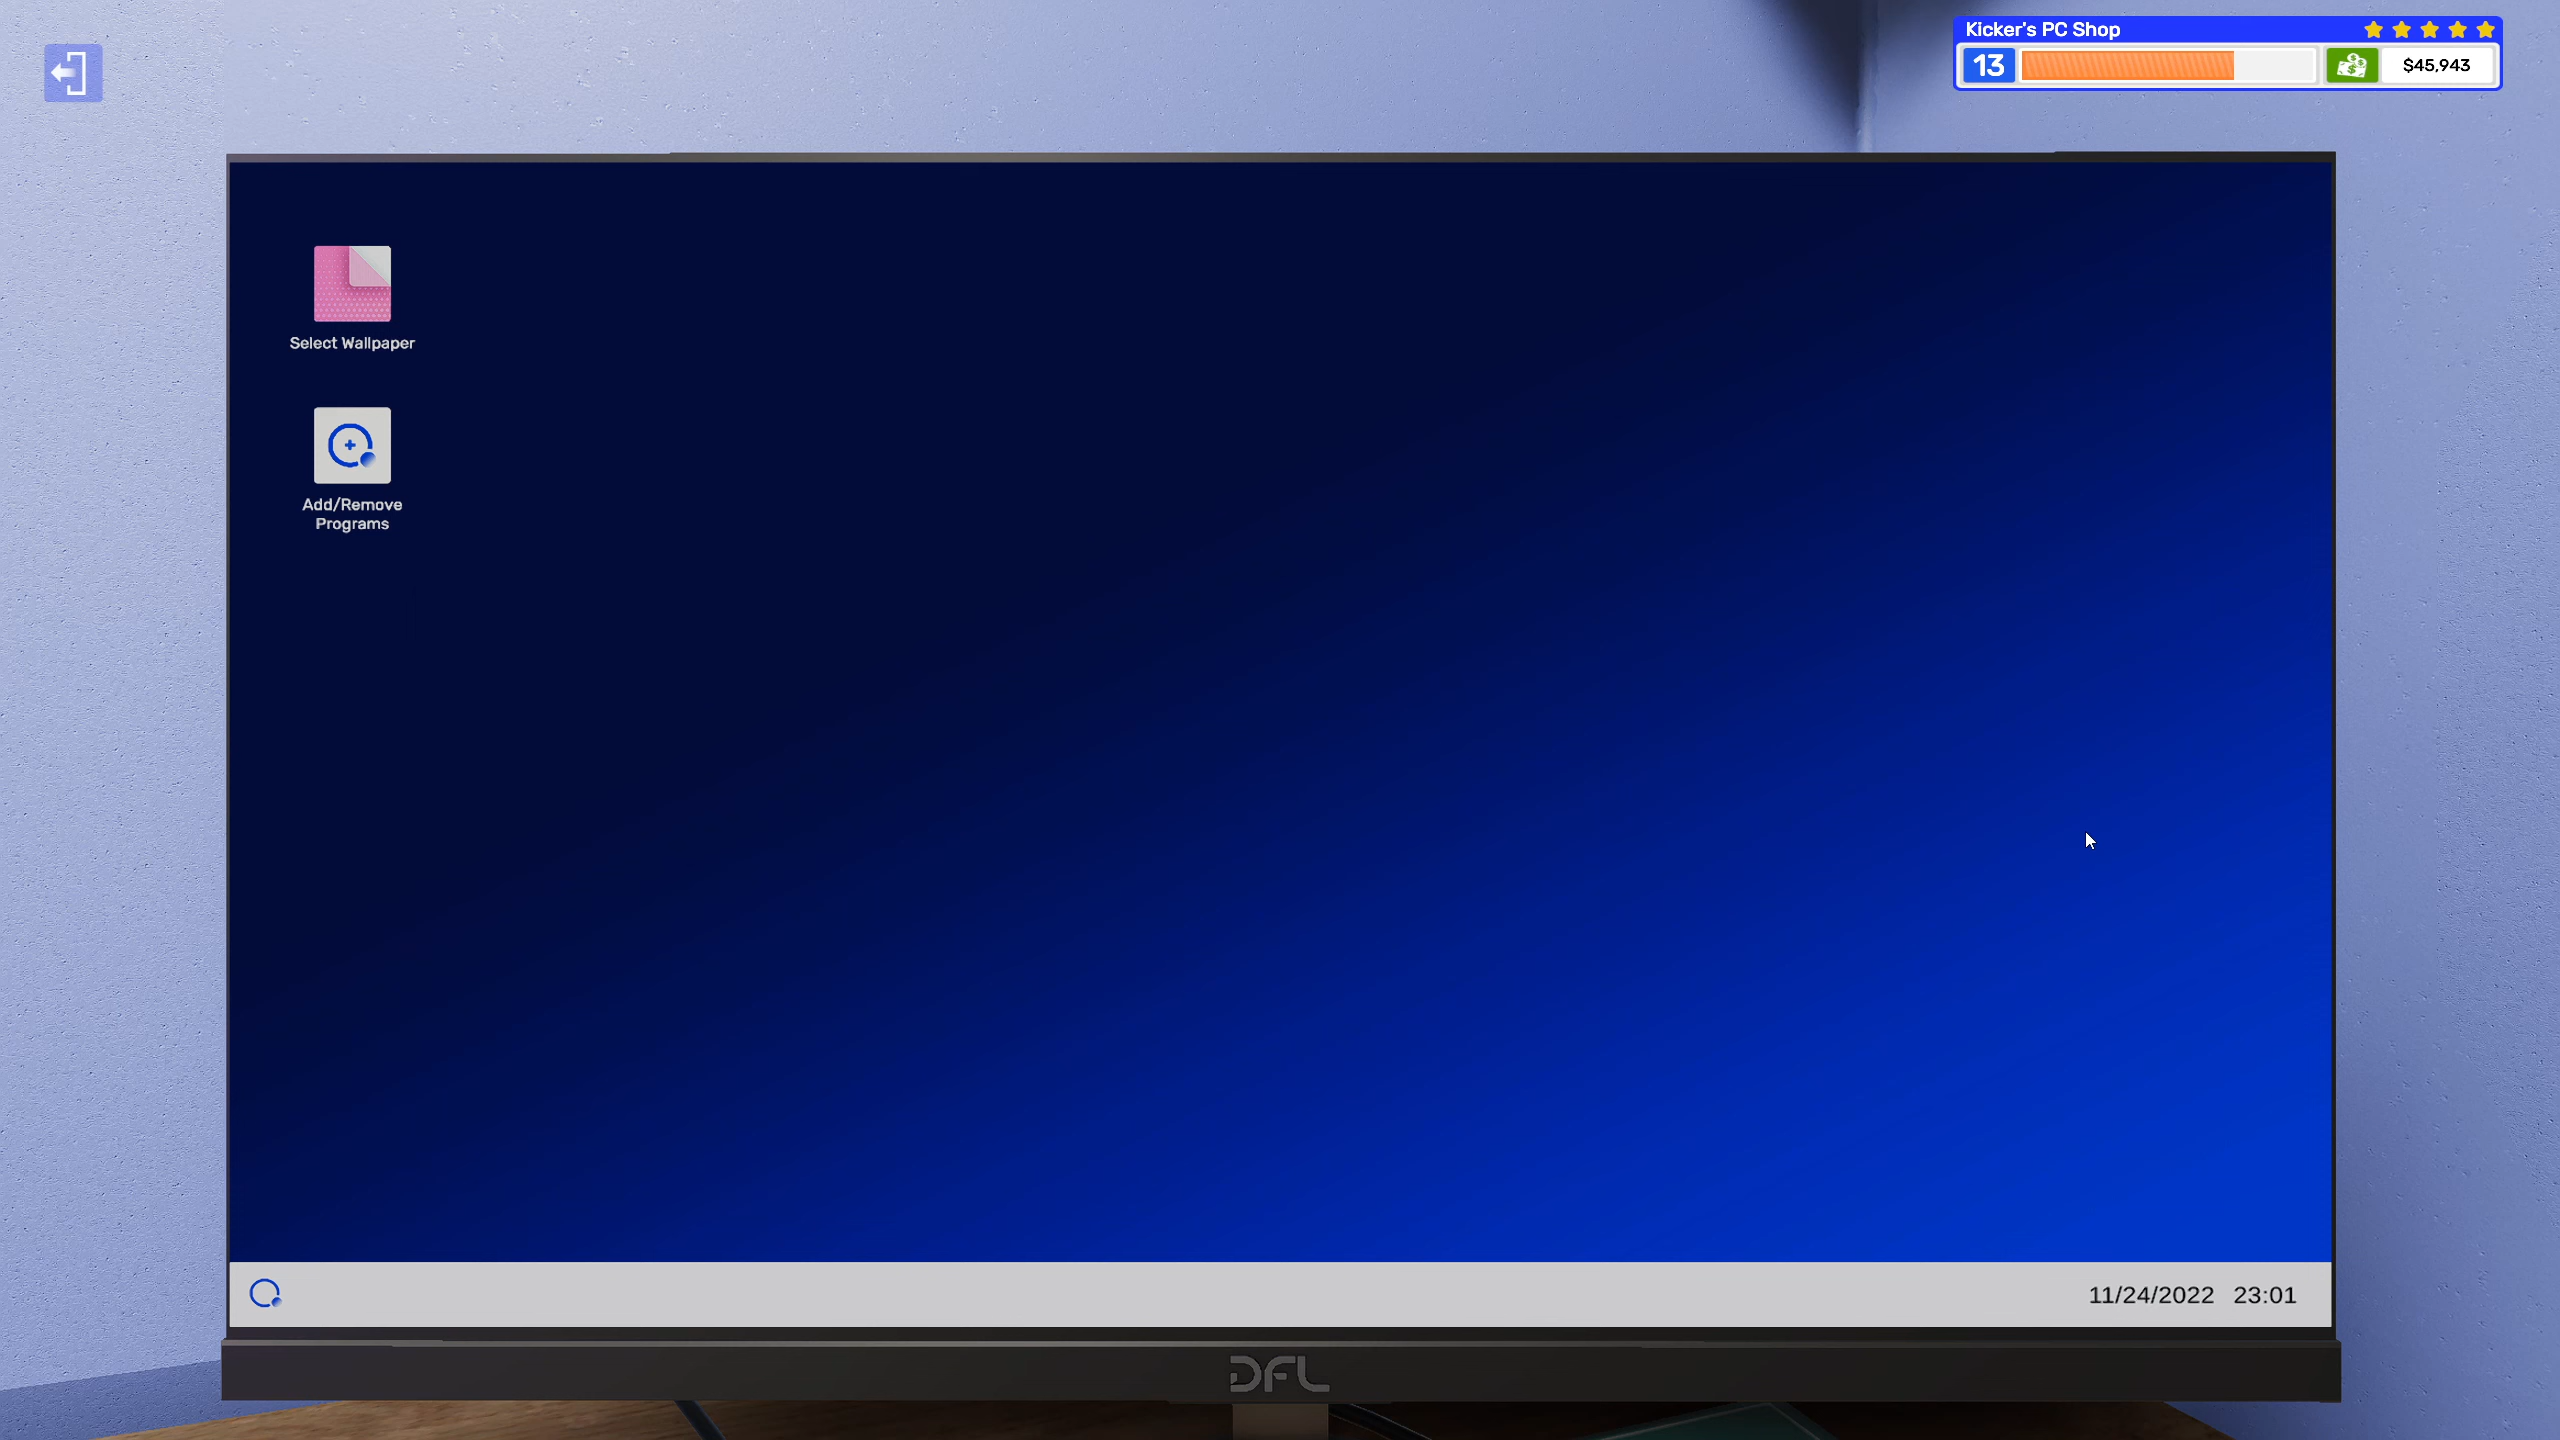 Kicker's PC Shop
13
$45,943
Select Wallpaper
Add/Remove
Programs
11/24/2022 23:01
DFL